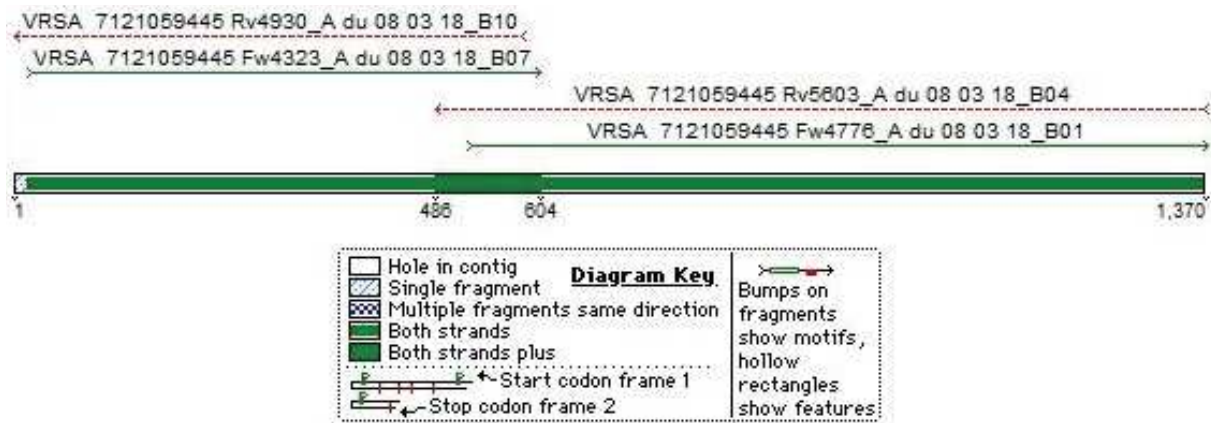 VRSA 7121059445 Rv4930_A du 08 03 18_B10
VRSA 7121059445 Fw4323_A du 08 03 18_B07
VRSA 7121059445 Rv5603_A du 08 03 18_B04
VRSA 7121059445 Fw4776_A du 08 03 18_B01
1 486 604 1,370
Hole in contig
Single fragment
Multiple fragments same direction
Both strands
Both strands plus
Start codon frame 1
Stop codon frame 2
Diagram Key
Bumps on
fragments
show motifs,
hollow
rectangles
show features